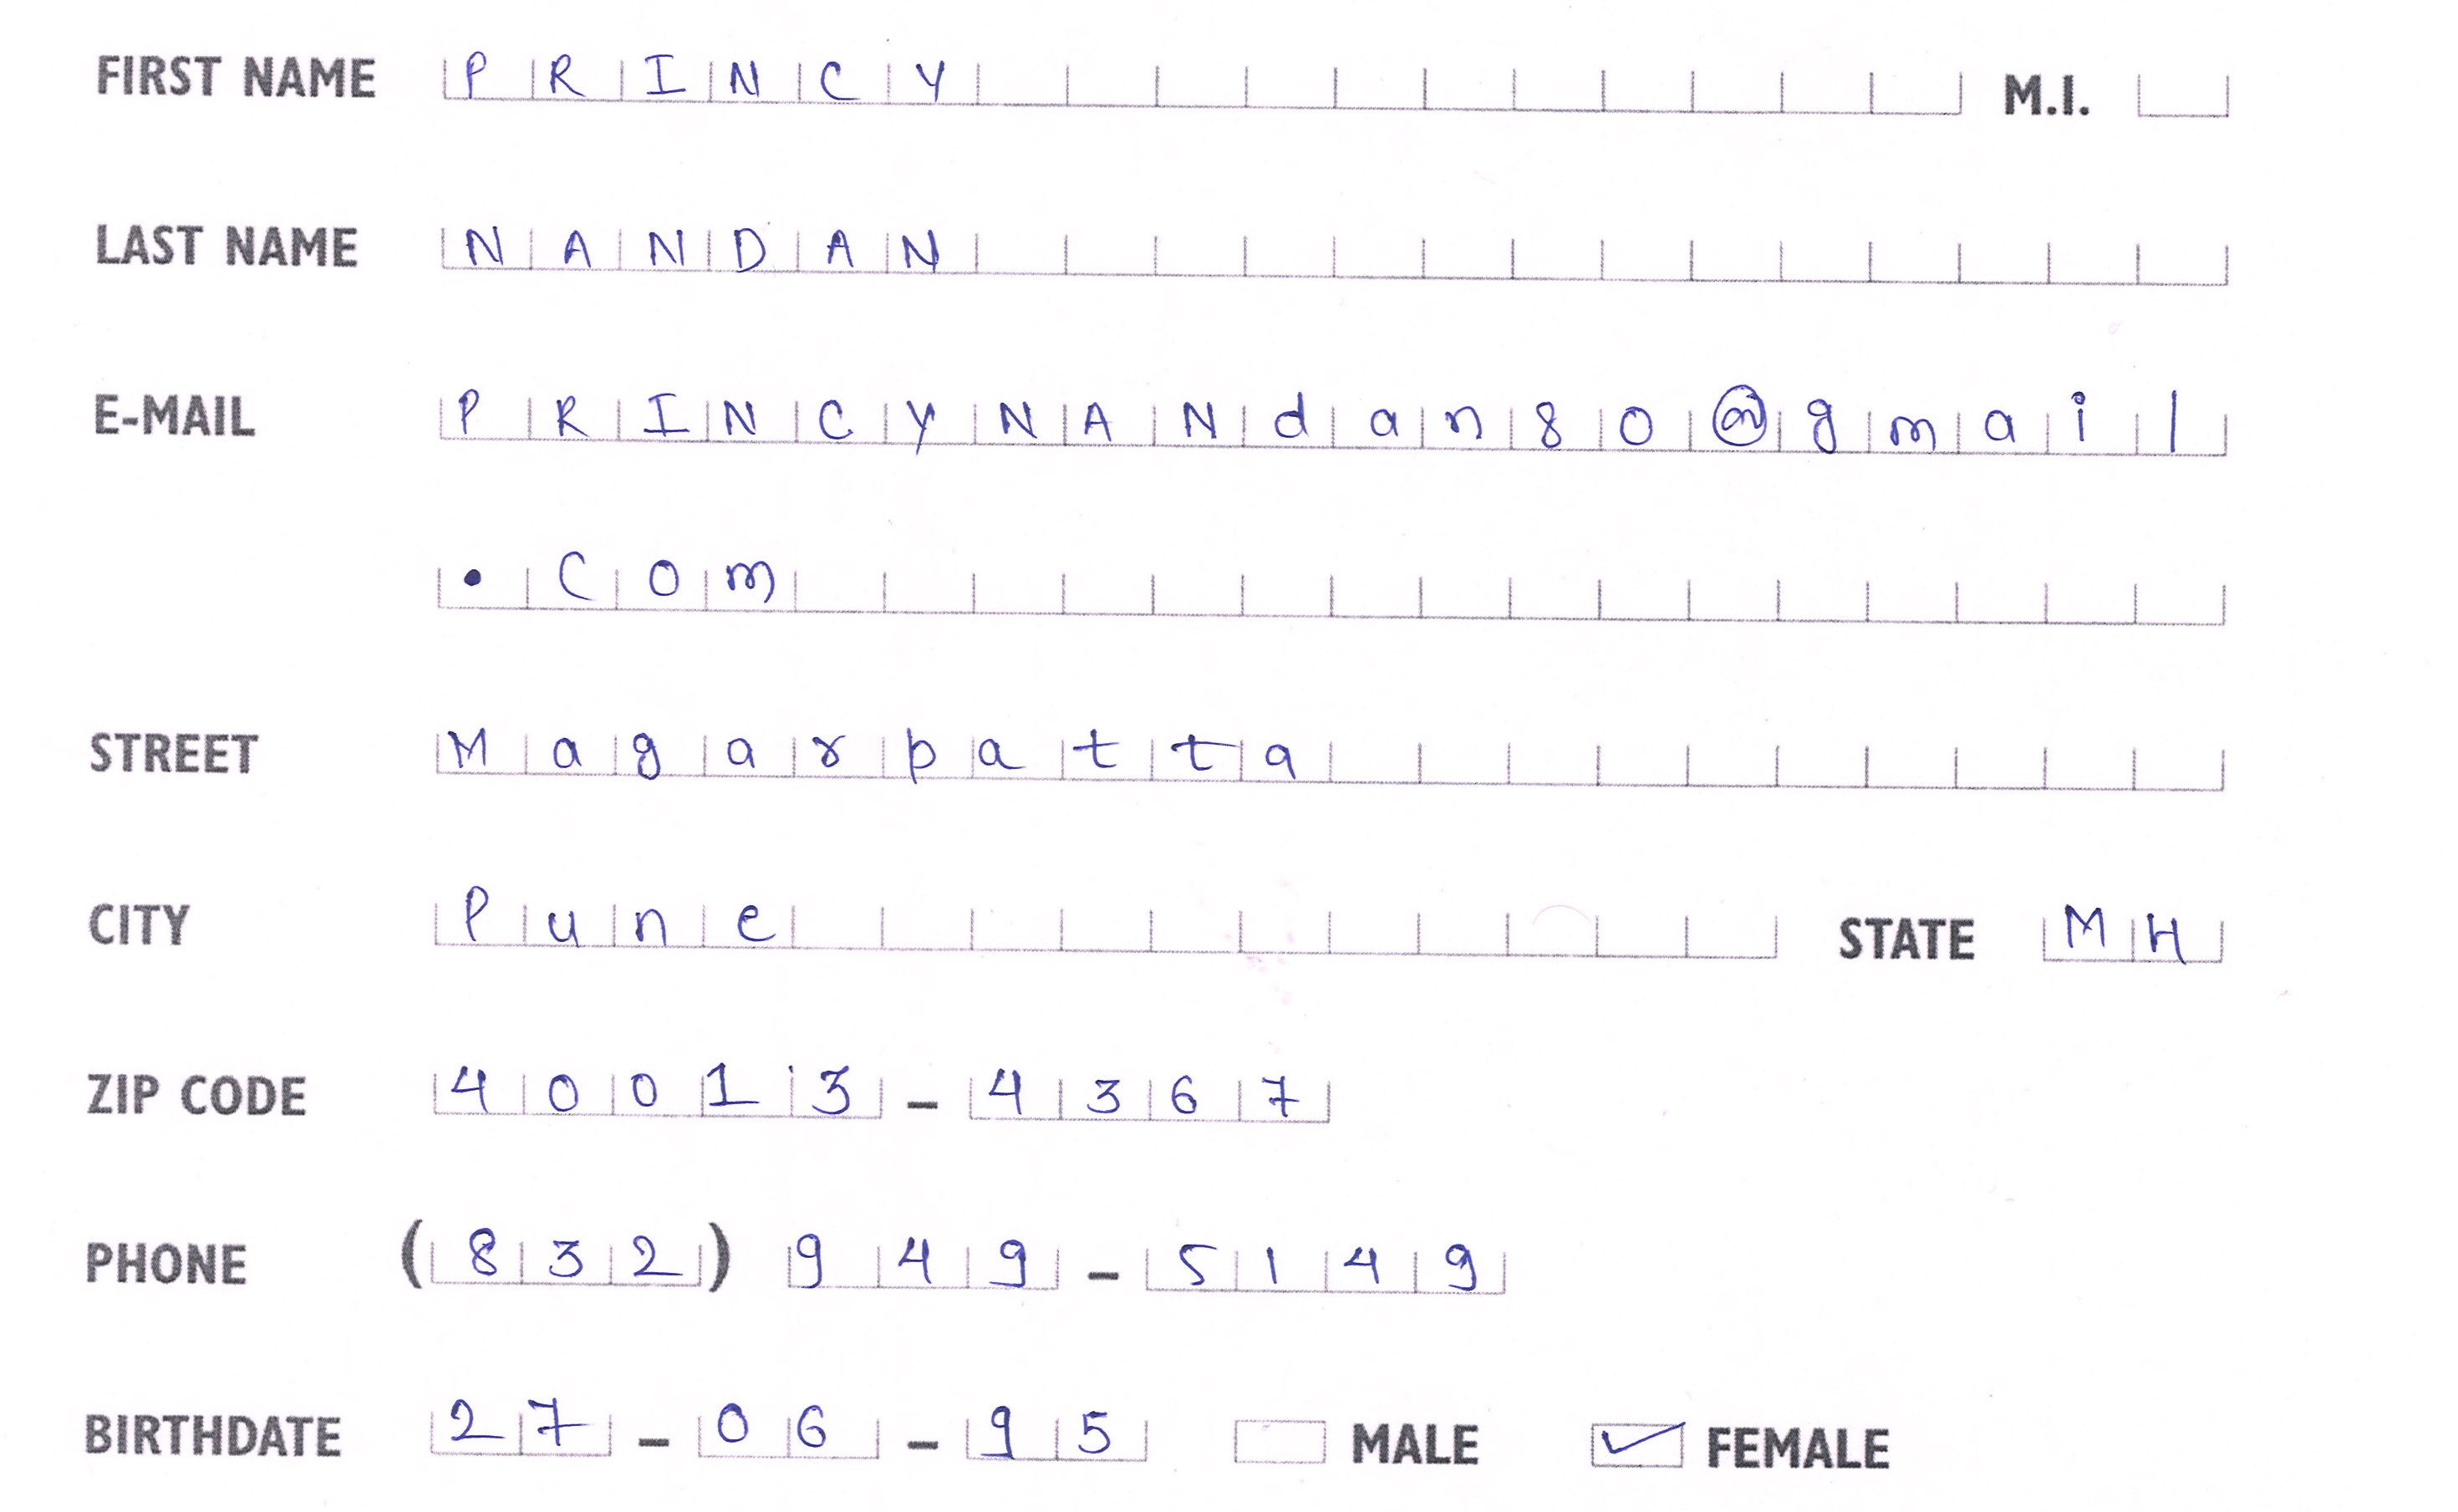 FIRST NAME PRINCY M.I.
LAST NAME NANDAN
E-MAIL PRINCYNANdan80@gmail
.Com
STREET Magarpatta
CITY Pune STATE MH
ZIP CODE 40013-4367
PHONE (832) 949-5149
BIRTHDATE 27-06-95 MALE FEMALE